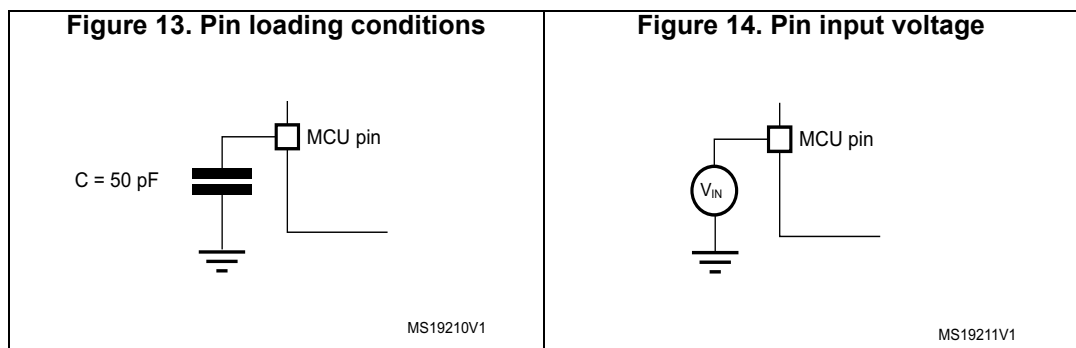 Figure 13. Pin loading conditions
MCU pin
C = 50 pF
MS19210V1
Figure 14. Pin input voltage
MCU pin
VIN
MS19211V1